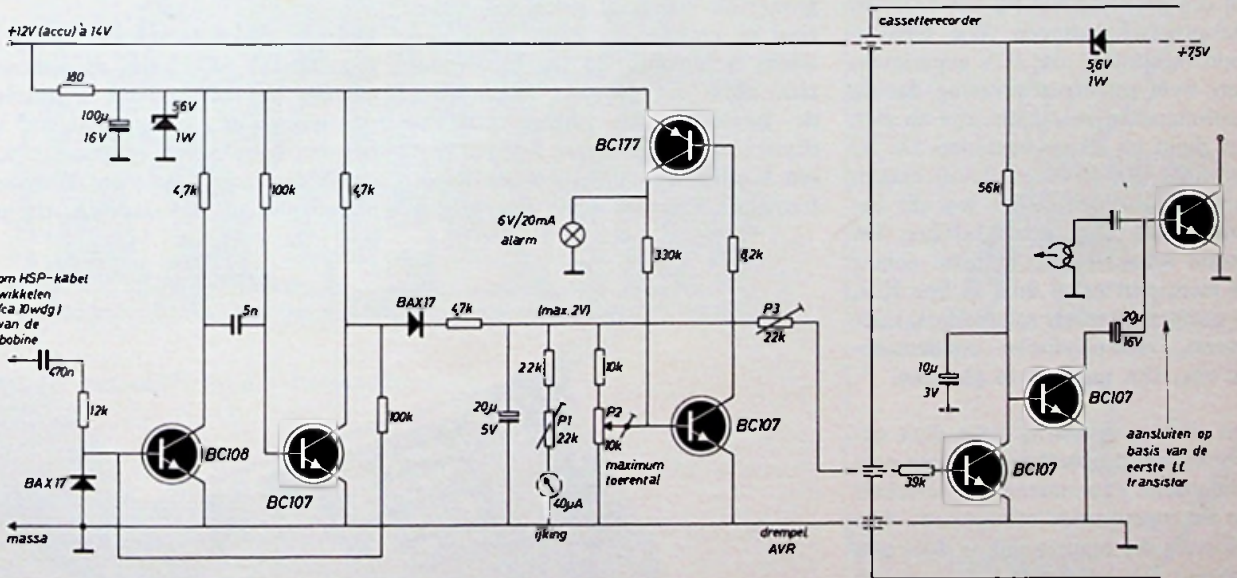 +12V (accu) à 14V
cassetterecorder
+7,5V
180
100µ
16V
5,6V
1W
5,6V
1W
BC177
4,7k
100k
4,7k
56k
6V/20mA
alarm
330k
8,2k
om HSP-kabel
wikkelen
(ca 10wdg)
van de
bobine
5n
BAX17
4,7k
(max. 2V)
P3
22k
20µ
16V
470n
12k
100k
20µ
5V
22k
10k
10µ
3V
P1
22k
P2
10k
BC107
BC107
BC108
BC107
maximum
toerental
39k
BC107
aansluiten op
basis van de
eerste LF
transistor
BAX17
40µA
massa
ijking
drempel
AVR